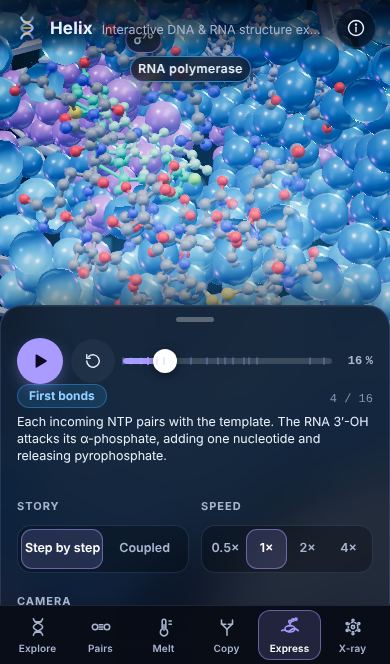 Helix Interactive DNA & RNA structure ex...
σ⁷⁰
RNA polymerase
16 %
First bonds
4 / 16
Each incoming NTP pairs with the template. The RNA 3′-OH
attacks its α-phosphate, adding one nucleotide and
releasing pyrophosphate.
STORY
SPEED
Step by step Coupled
0.5× 1× 2× 4×
CAMERA
Explore Pairs Melt Copy Express X-ray